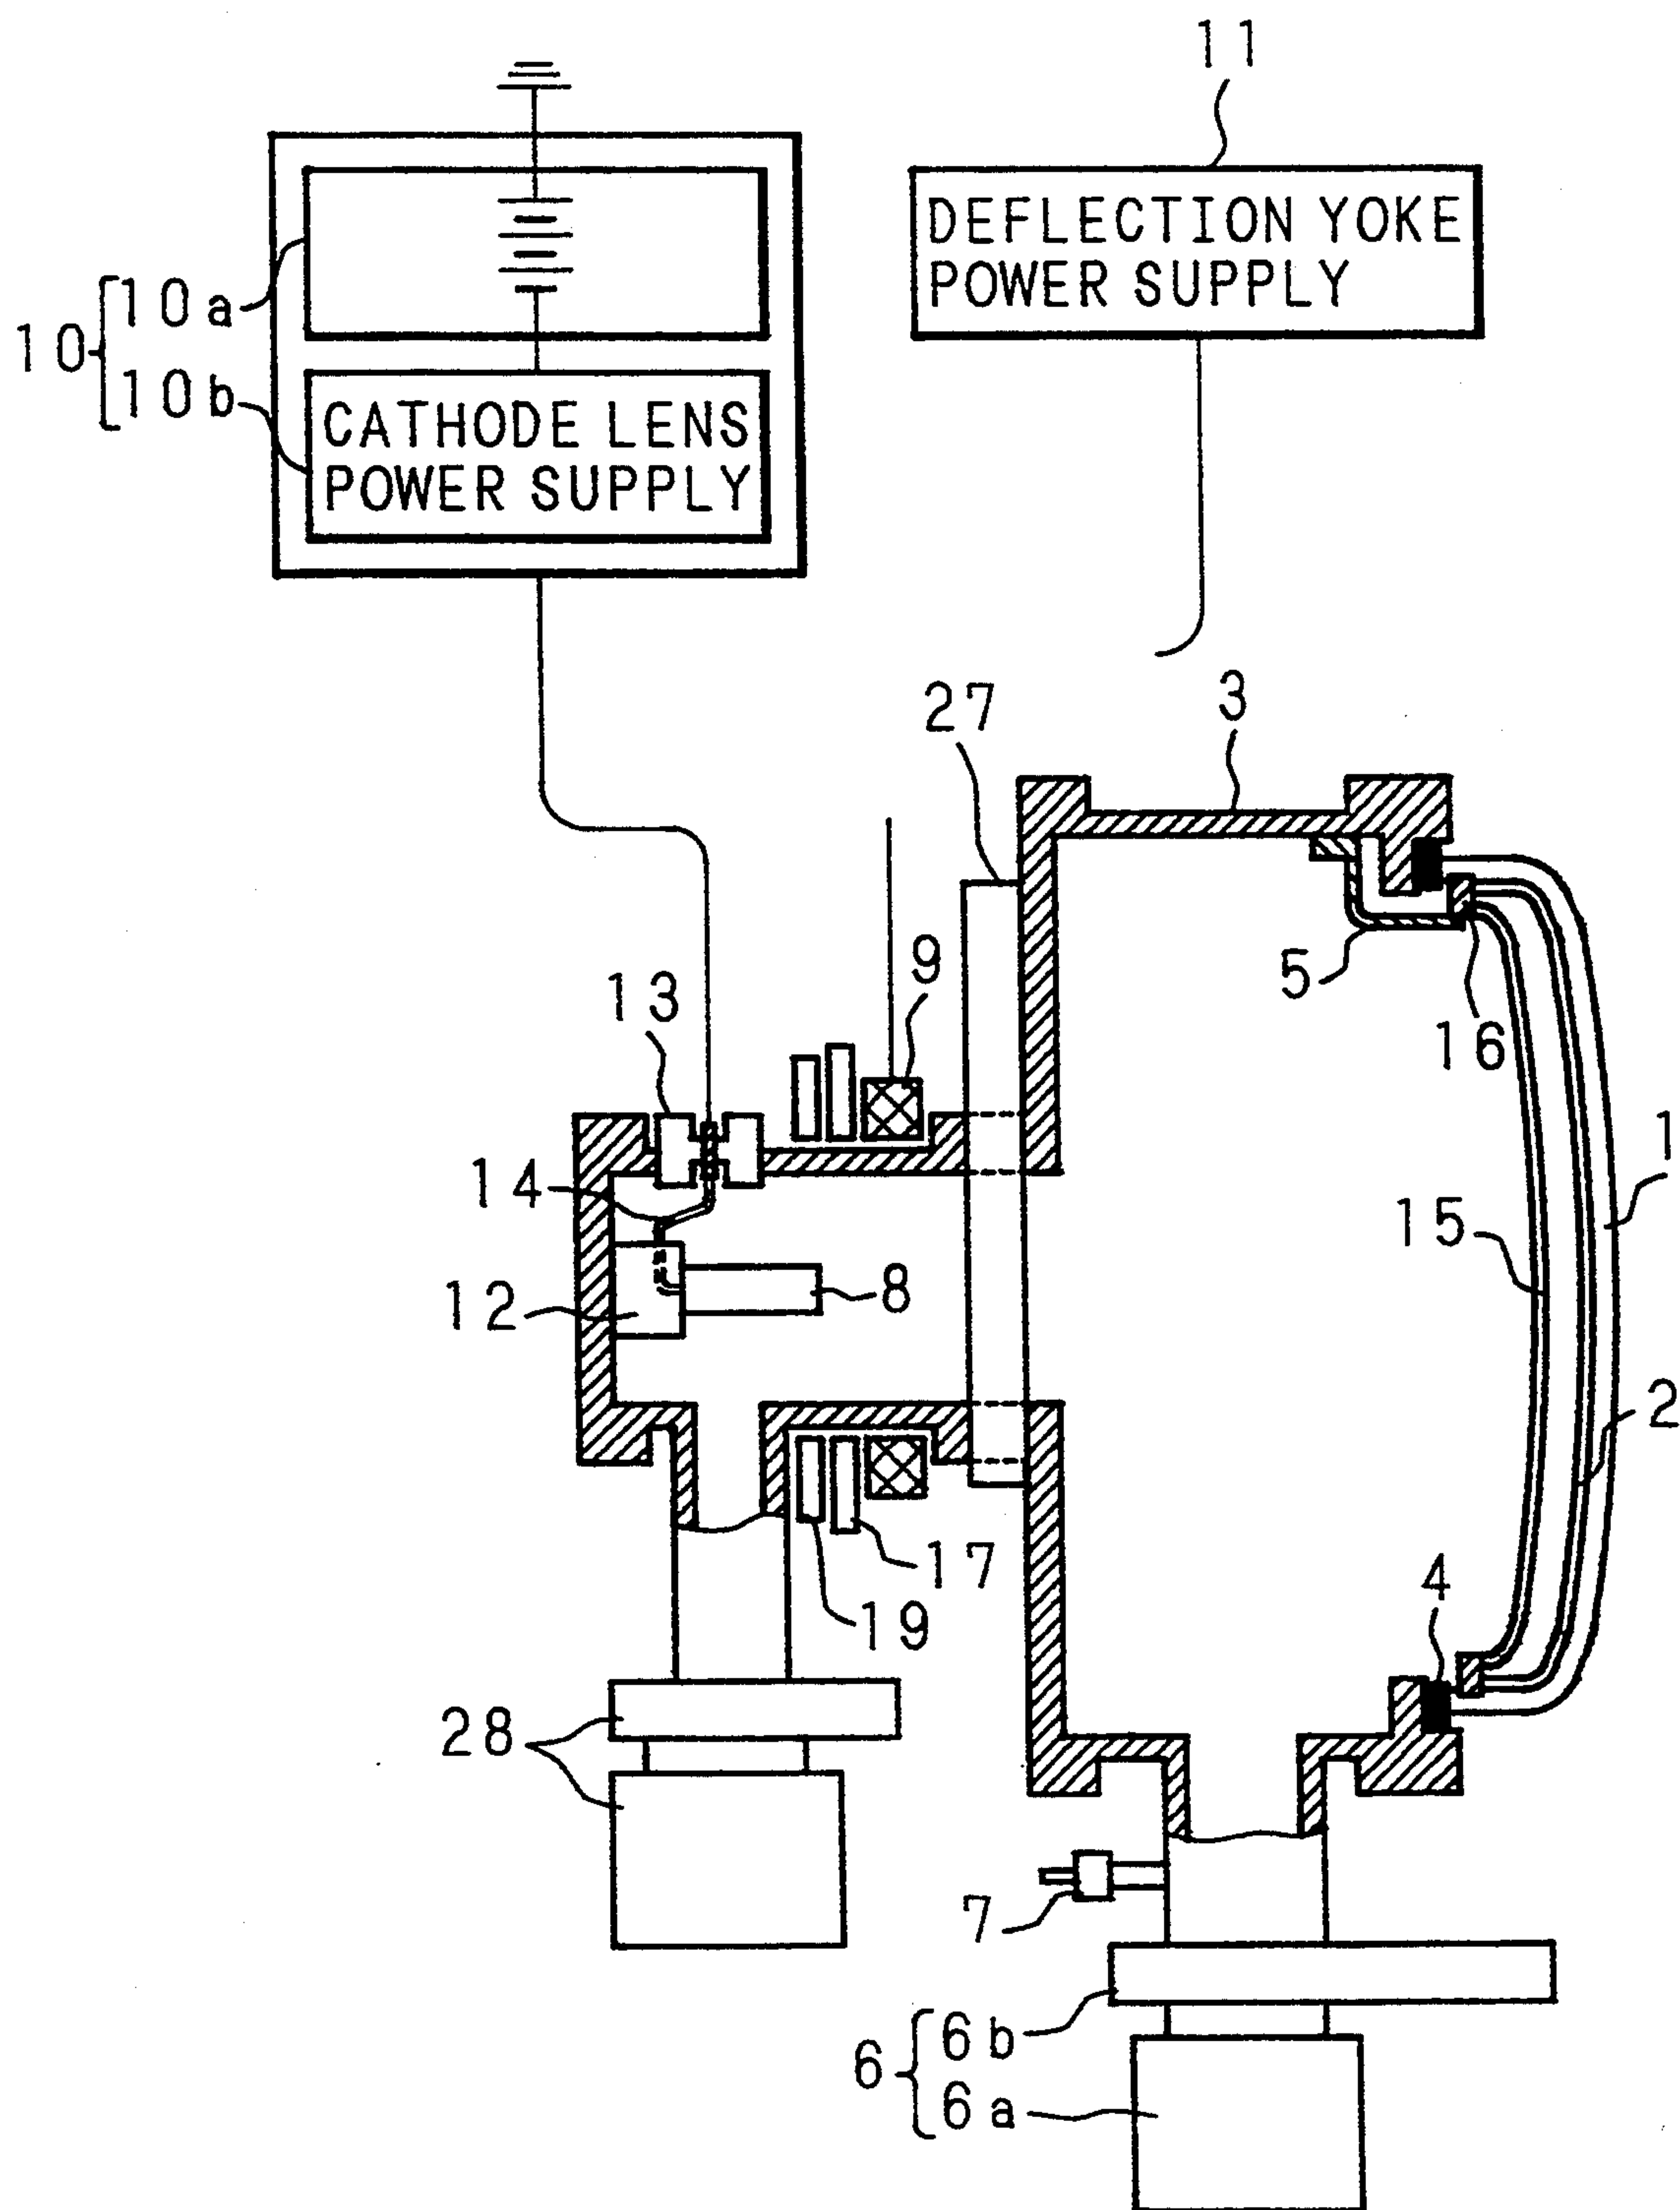 11
DEFLECTION YOKE
POWER SUPPLY
10a
10
10b
CATHODE LENS
POWER SUPPLY
27
3
9
5
13
16
1
14
15
12
8
2
17
4
19
28
7
6b
6
6a